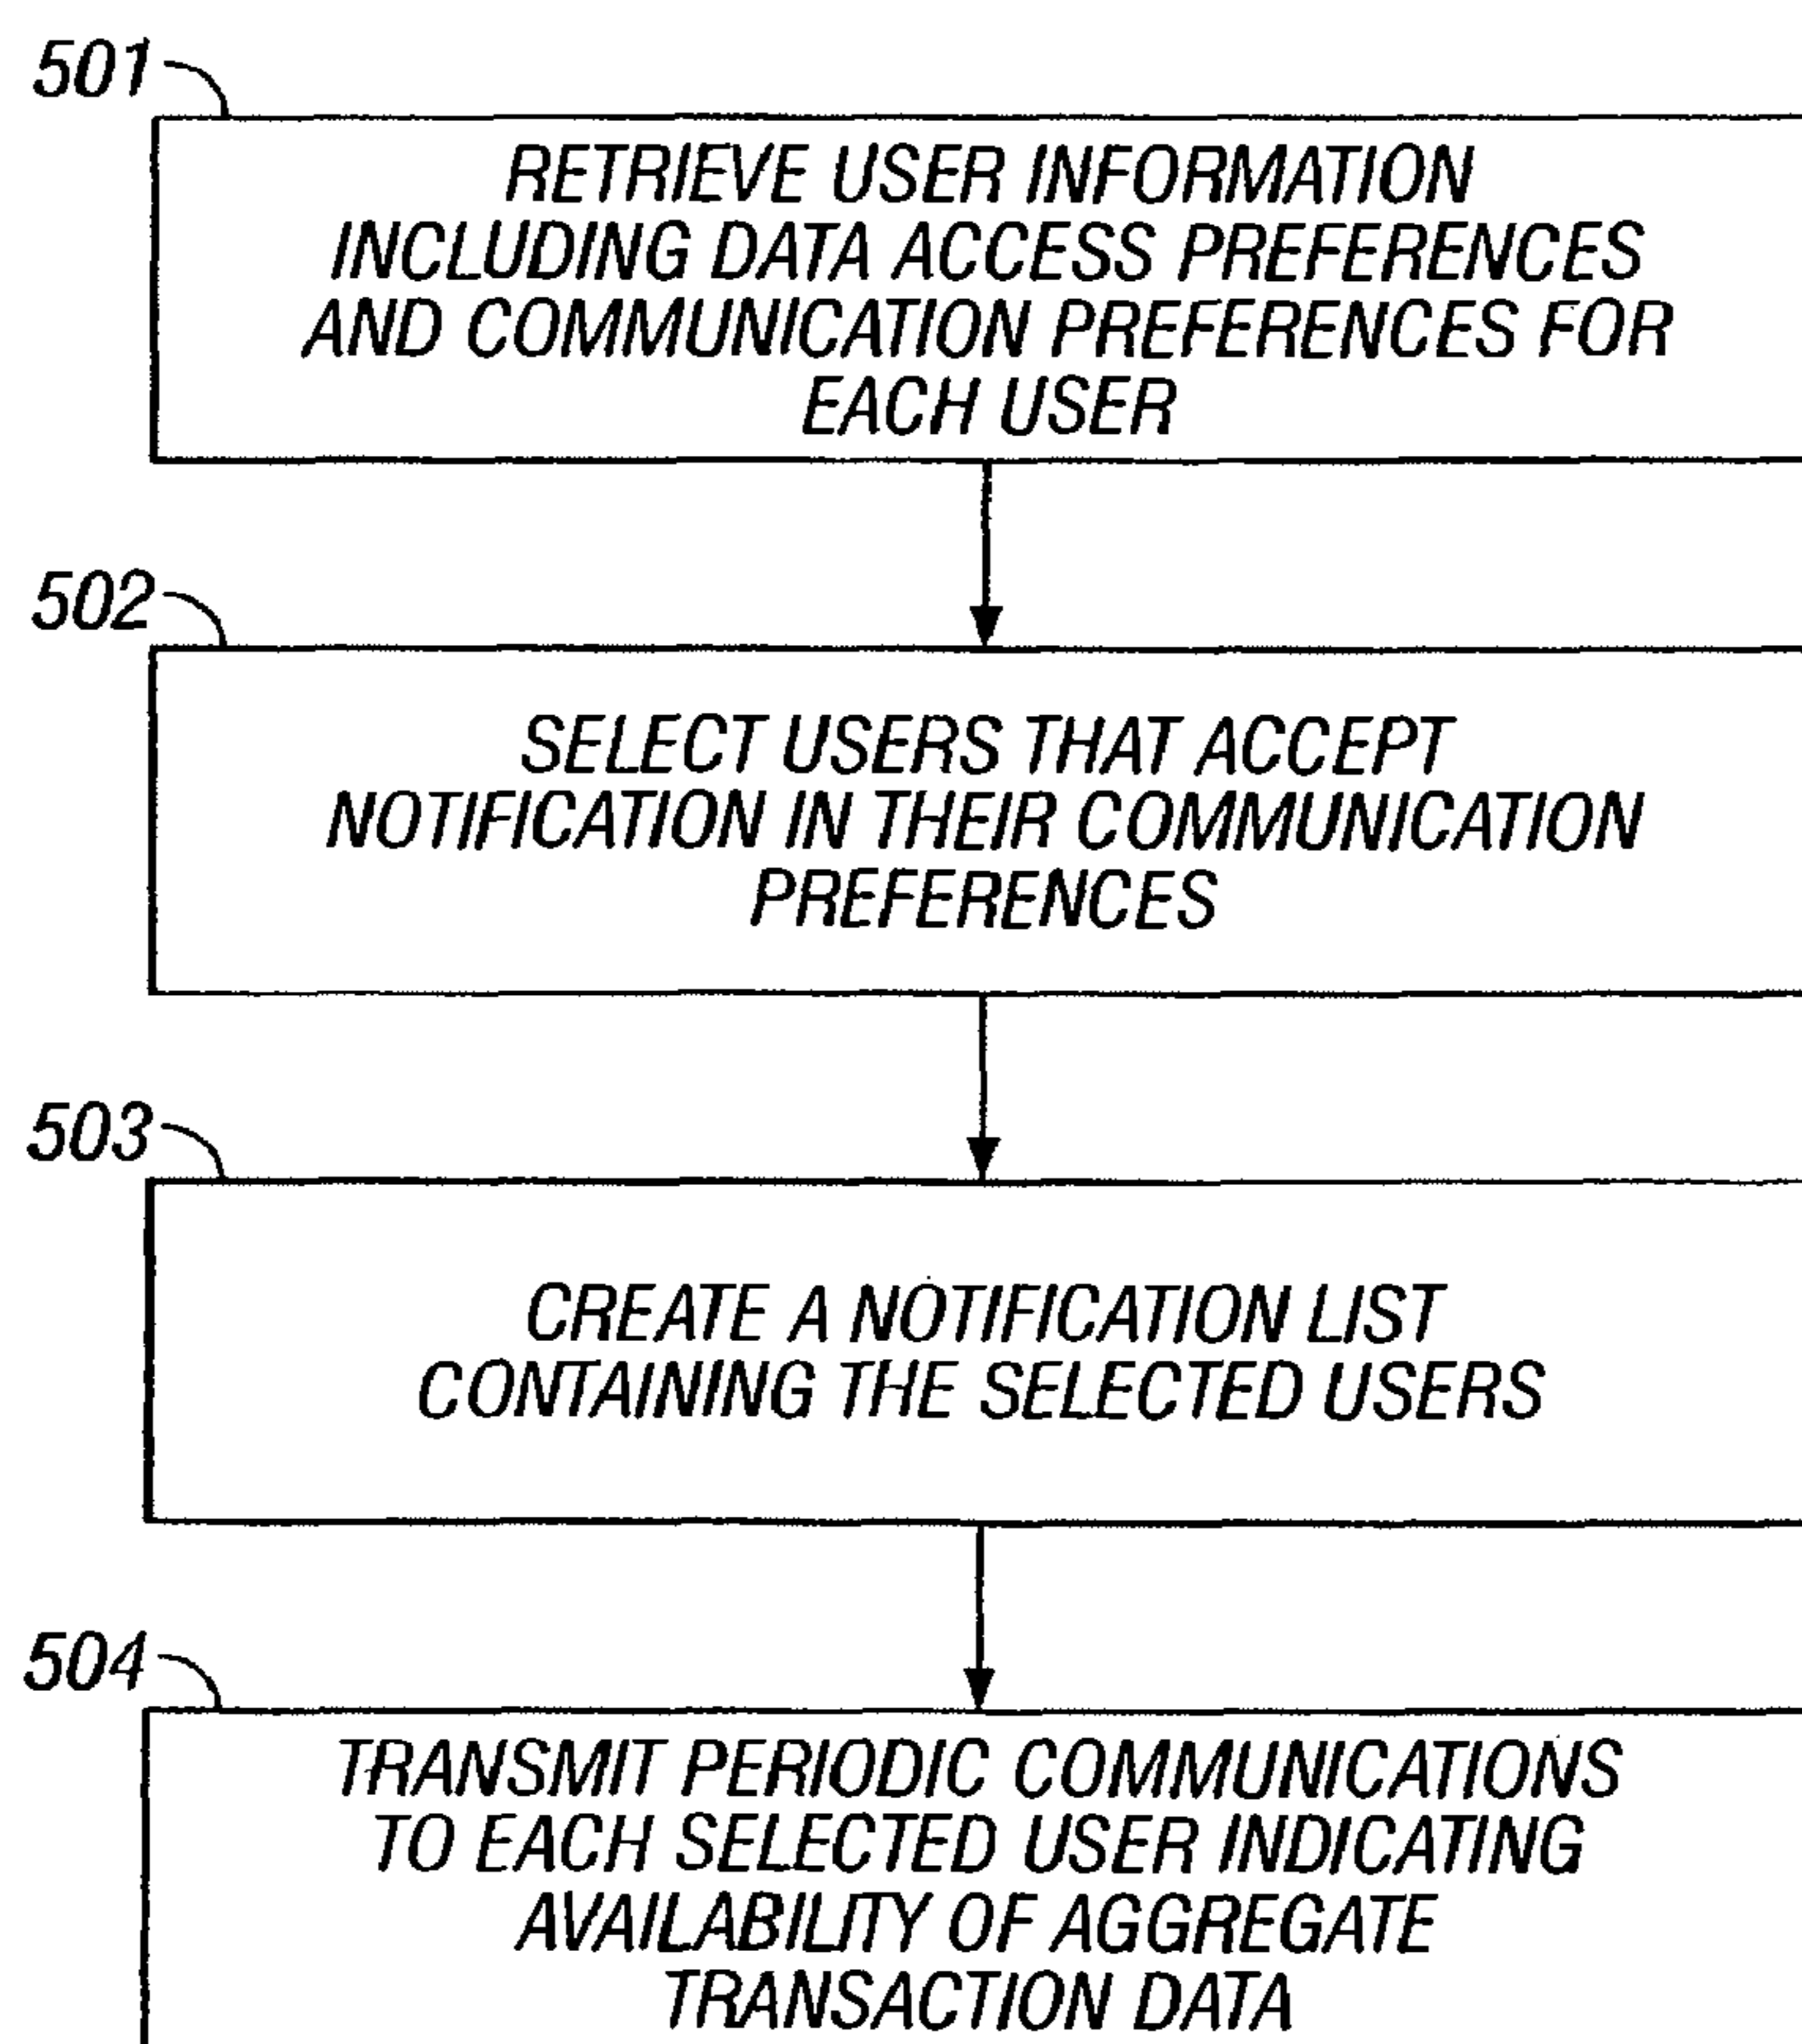 501
RETRIEVE USER INFORMATION
INCLUDING DATA ACCESS PREFERENCES
AND COMMUNICATION PREFERENCES FOR
EACH USER
502
SELECT USERS THAT ACCEPT
NOTIFICATION IN THEIR COMMUNICATION
PREFERENCES
503
CREATE A NOTIFICATION LIST
CONTAINING THE SELECTED USERS
504
TRANSMIT PERIODIC COMMUNICATIONS
TO EACH SELECTED USER INDICATING
AVAILABILITY OF AGGREGATE
TRANSACTION DATA